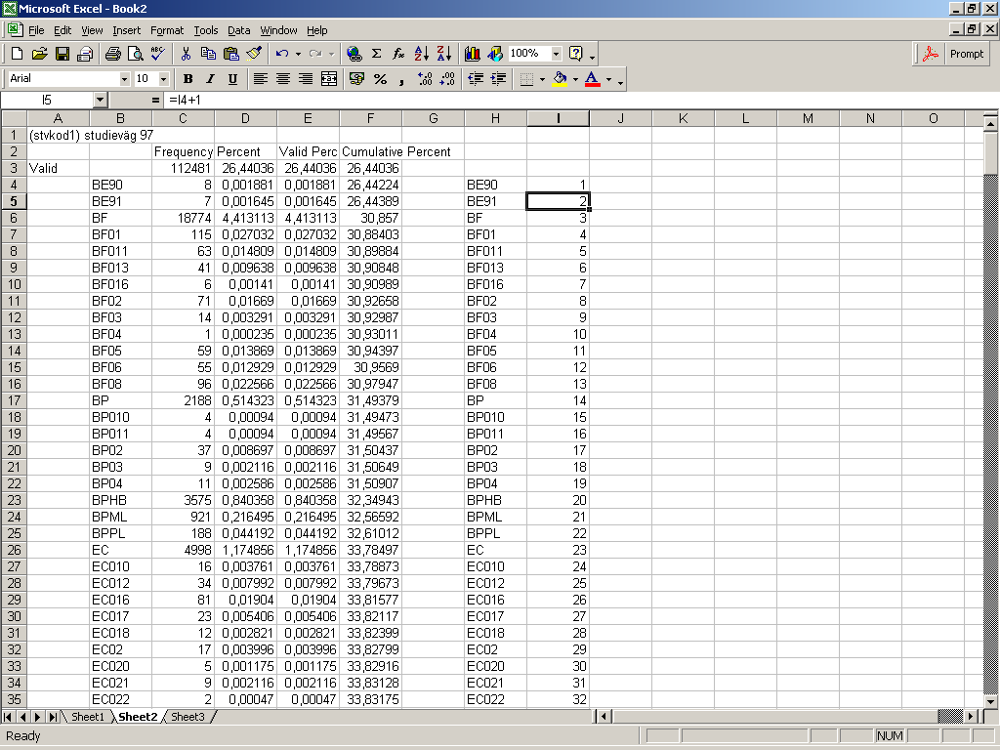 Microsoft Excel - Book2
File Edit View Insert Format Tools Data Window Help
100%
Prompt
Arial 10 B I U
I5 = =I4+1
A B C D E F G H I J K L M N O
1 (stvkod1) studieväg 97
2 Frequency Percent Valid Perc Cumulative Percent
3 Valid 112481 26,44036 26,44036 26,44036
4 BE90 8 0,001881 0,001881 26,44224 BE90 1
5 BE91 7 0,001645 0,001645 26,44389 BE91 2
6 BF 18774 4,413113 4,413113 30,857 BF 3
7 BF01 115 0,027032 0,027032 30,88403 BF01 4
8 BF011 63 0,014809 0,014809 30,89884 BF011 5
9 BF013 41 0,009638 0,009638 30,90848 BF013 6
10 BF016 6 0,00141 0,00141 30,90989 BF016 7
11 BF02 71 0,01669 0,01669 30,92658 BF02 8
12 BF03 14 0,003291 0,003291 30,92987 BF03 9
13 BF04 1 0,000235 0,000235 30,93011 BF04 10
14 BF05 59 0,013869 0,013869 30,94397 BF05 11
15 BF06 55 0,012929 0,012929 30,9569 BF06 12
16 BF08 96 0,022566 0,022566 30,97947 BF08 13
17 BP 2188 0,514323 0,514323 31,49379 BP 14
18 BP010 4 0,00094 0,00094 31,49473 BP010 15
19 BP011 4 0,00094 0,00094 31,49567 BP011 16
20 BP02 37 0,008697 0,008697 31,50437 BP02 17
21 BP03 9 0,002116 0,002116 31,50649 BP03 18
22 BP04 11 0,002586 0,002586 31,50907 BP04 19
23 BPHB 3575 0,840358 0,840358 32,34943 BPHB 20
24 BPML 921 0,216495 0,216495 32,56592 BPML 21
25 BPPL 188 0,044192 0,044192 32,61012 BPPL 22
26 EC 4998 1,174856 1,174856 33,78497 EC 23
27 EC010 16 0,003761 0,003761 33,78873 EC010 24
28 EC012 34 0,007992 0,007992 33,79673 EC012 25
29 EC016 81 0,01904 0,01904 33,81577 EC016 26
30 EC017 23 0,005406 0,005406 33,82117 EC017 27
31 EC018 12 0,002821 0,002821 33,82399 EC018 28
32 EC02 17 0,003996 0,003996 33,82799 EC02 29
33 EC020 5 0,001175 0,001175 33,82916 EC020 30
34 EC021 9 0,002116 0,002116 33,83128 EC021 31
35 EC022 2 0,00047 0,00047 33,83175 EC022 32
Sheet1 Sheet2 Sheet3
Ready NUM